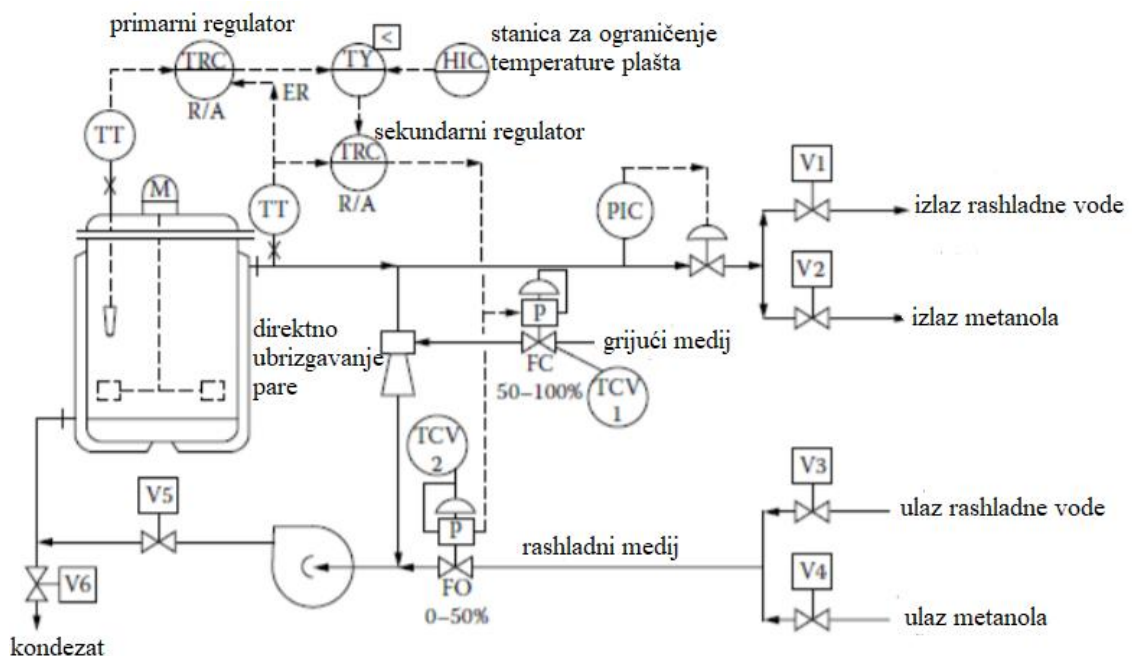 primarni regulator
stanica za ograničenje
temperature plašta
<
TRC
TY
HIC
R/A
ER
TT
sekundarni regulator
TRC
R/A
M
TT
PIC
V1
izlaz rashladne vode
V2
izlaz metanola
direktno
ubrizgavanje
pare
P
grijući medij
FC
50–100%
TCV
1
TCV
2
V3
ulaz rashladne vode
V5
P
rashladni medij
V4
FO
0–50%
ulaz metanola
V6
kondezat